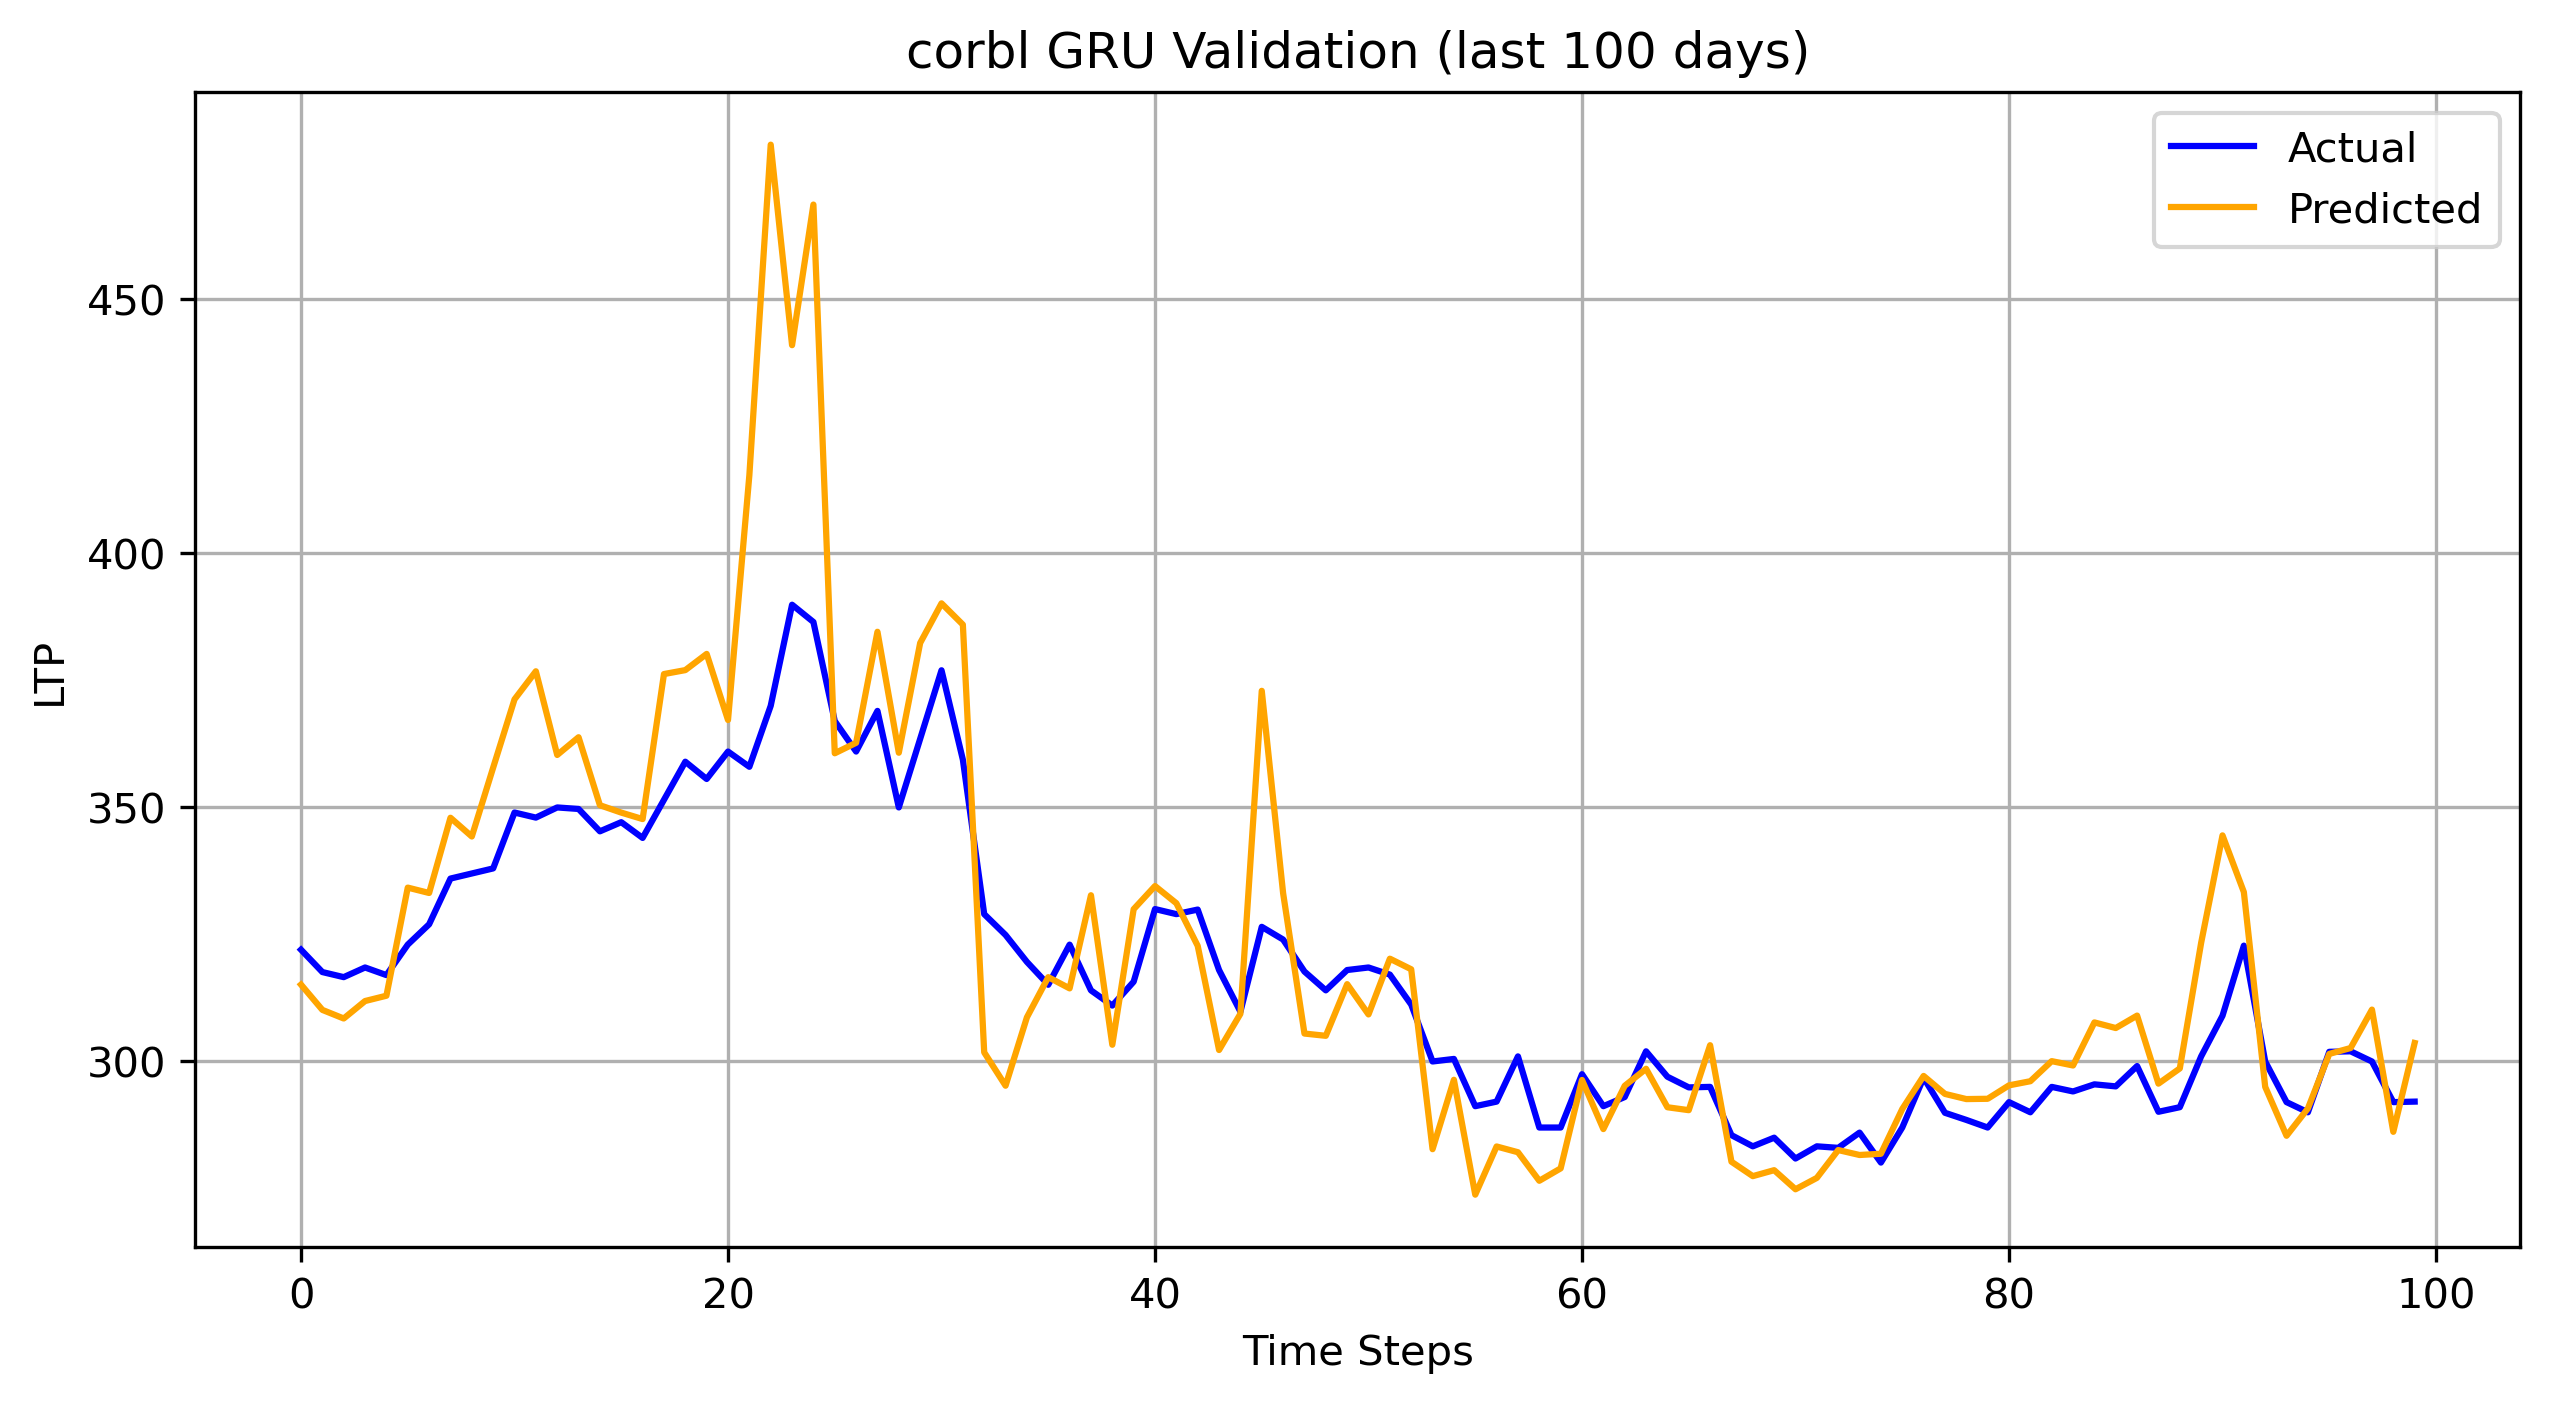 corbl GRU Validation (last 100 days)
Actual
Predicted
450
400
350
300
LTP
0 20 40 60 80 100
Time Steps